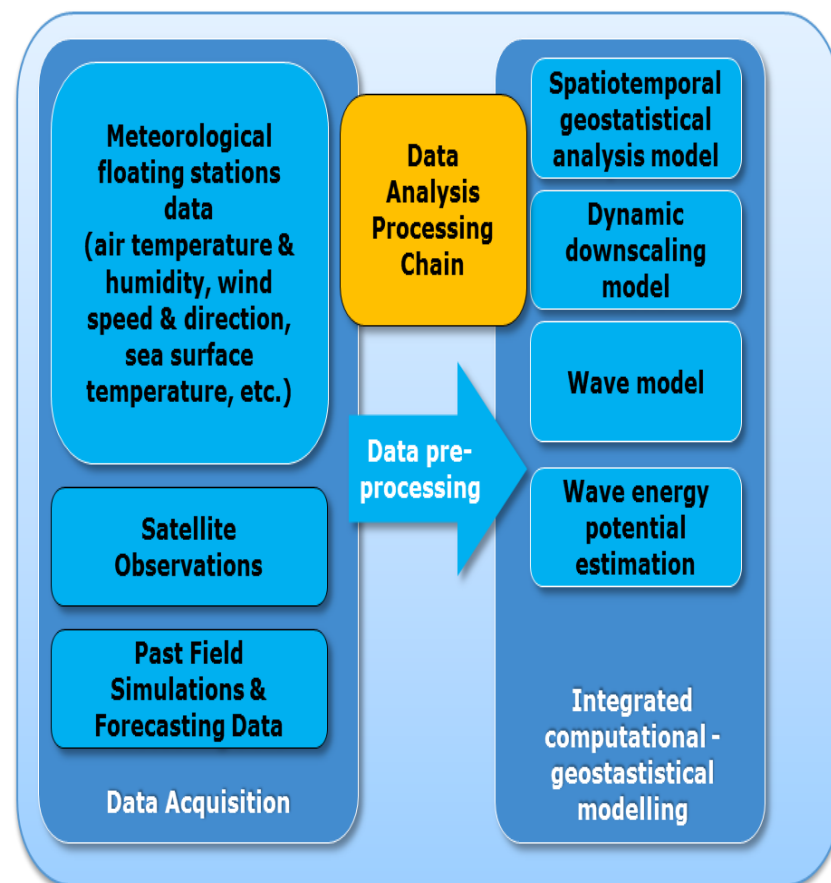 Meteorological
floating stations
data
(air temperature &
humidity, wind
speed & direction,
sea surface
temperature, etc.)
Satellite
Observations
Past Field
Simulations &
Forecasting Data
Data Acquisition
Data
Analysis
Processing
Chain
Data pre-
processing
Spatiotemporal
geostatistical
analysis model
Dynamic
downscaling
model
Wave model
Wave energy
potential
estimation
Integrated
computational -
geostastistical
modelling